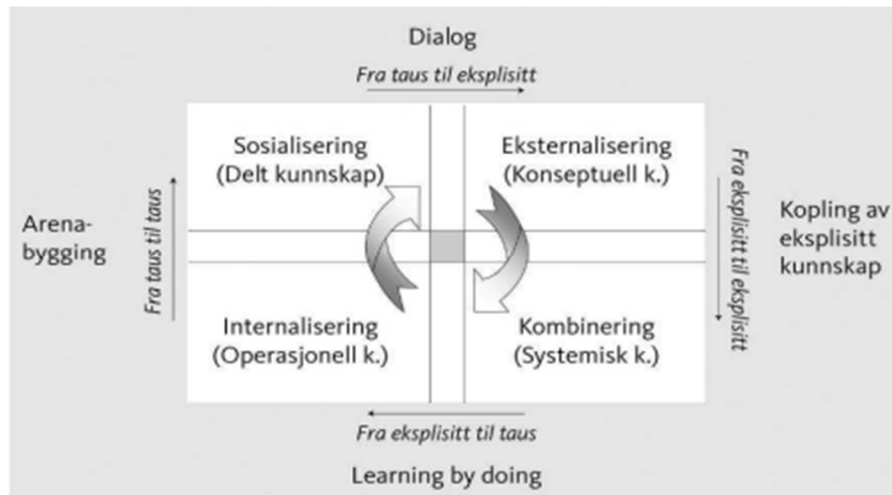 Dialog
Fra taus til eksplisitt
Sosialisering
(Delt kunnskap)
Eksternalisering
(Konseptuell k.)
Arena-
bygging
Fra taus til taus
Fra eksplisitt til eksplisitt
Kopling av
eksplisitt
kunnskap
Internalisering
(Operasjonell k.)
Kombinering
(Systemisk k.)
Fra eksplisitt til taus
Learning by doing